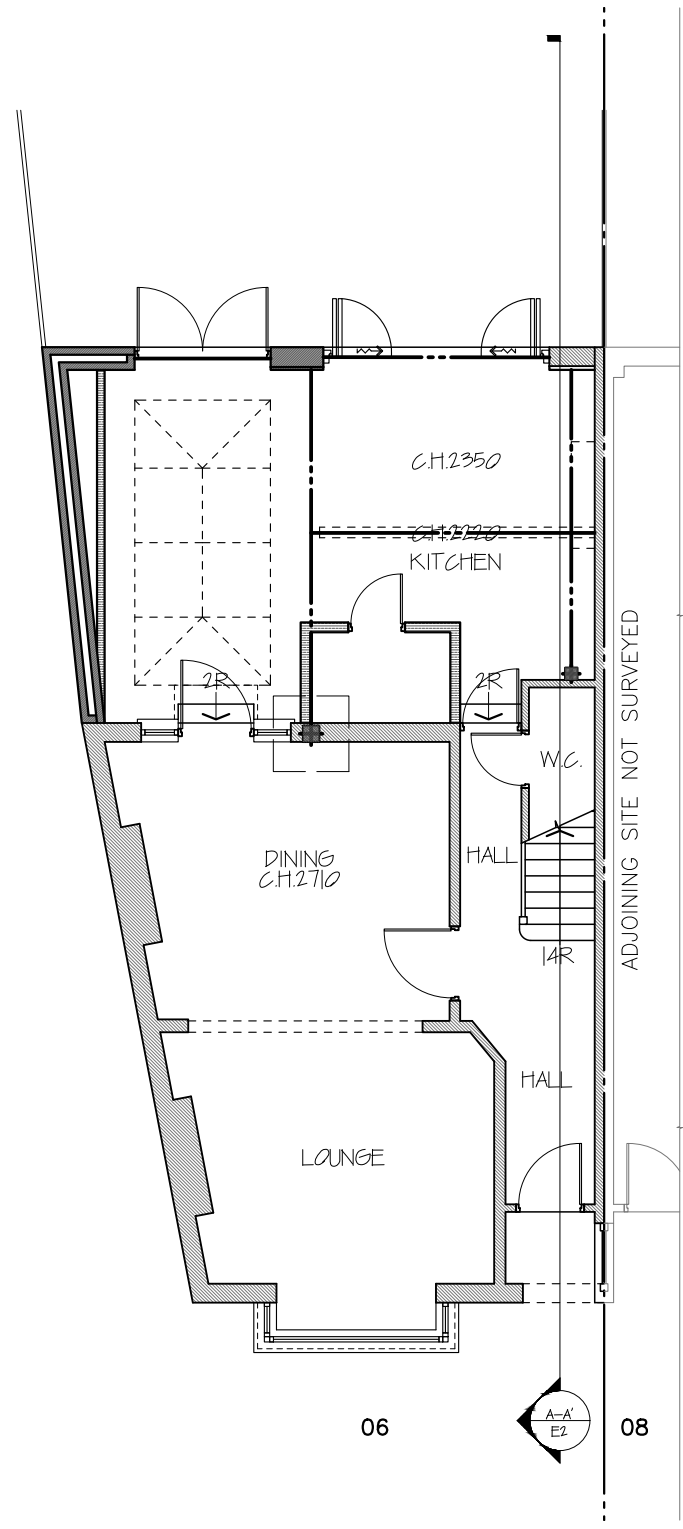 C.H.2350
C.H.2220
KITCHEN
2R
2R
W.C.
DINING
C.H.2710
HALL
14R
ADJOINING SITE NOT SURVEYED
HALL
LOUNGE
A-A'
E2
06
08